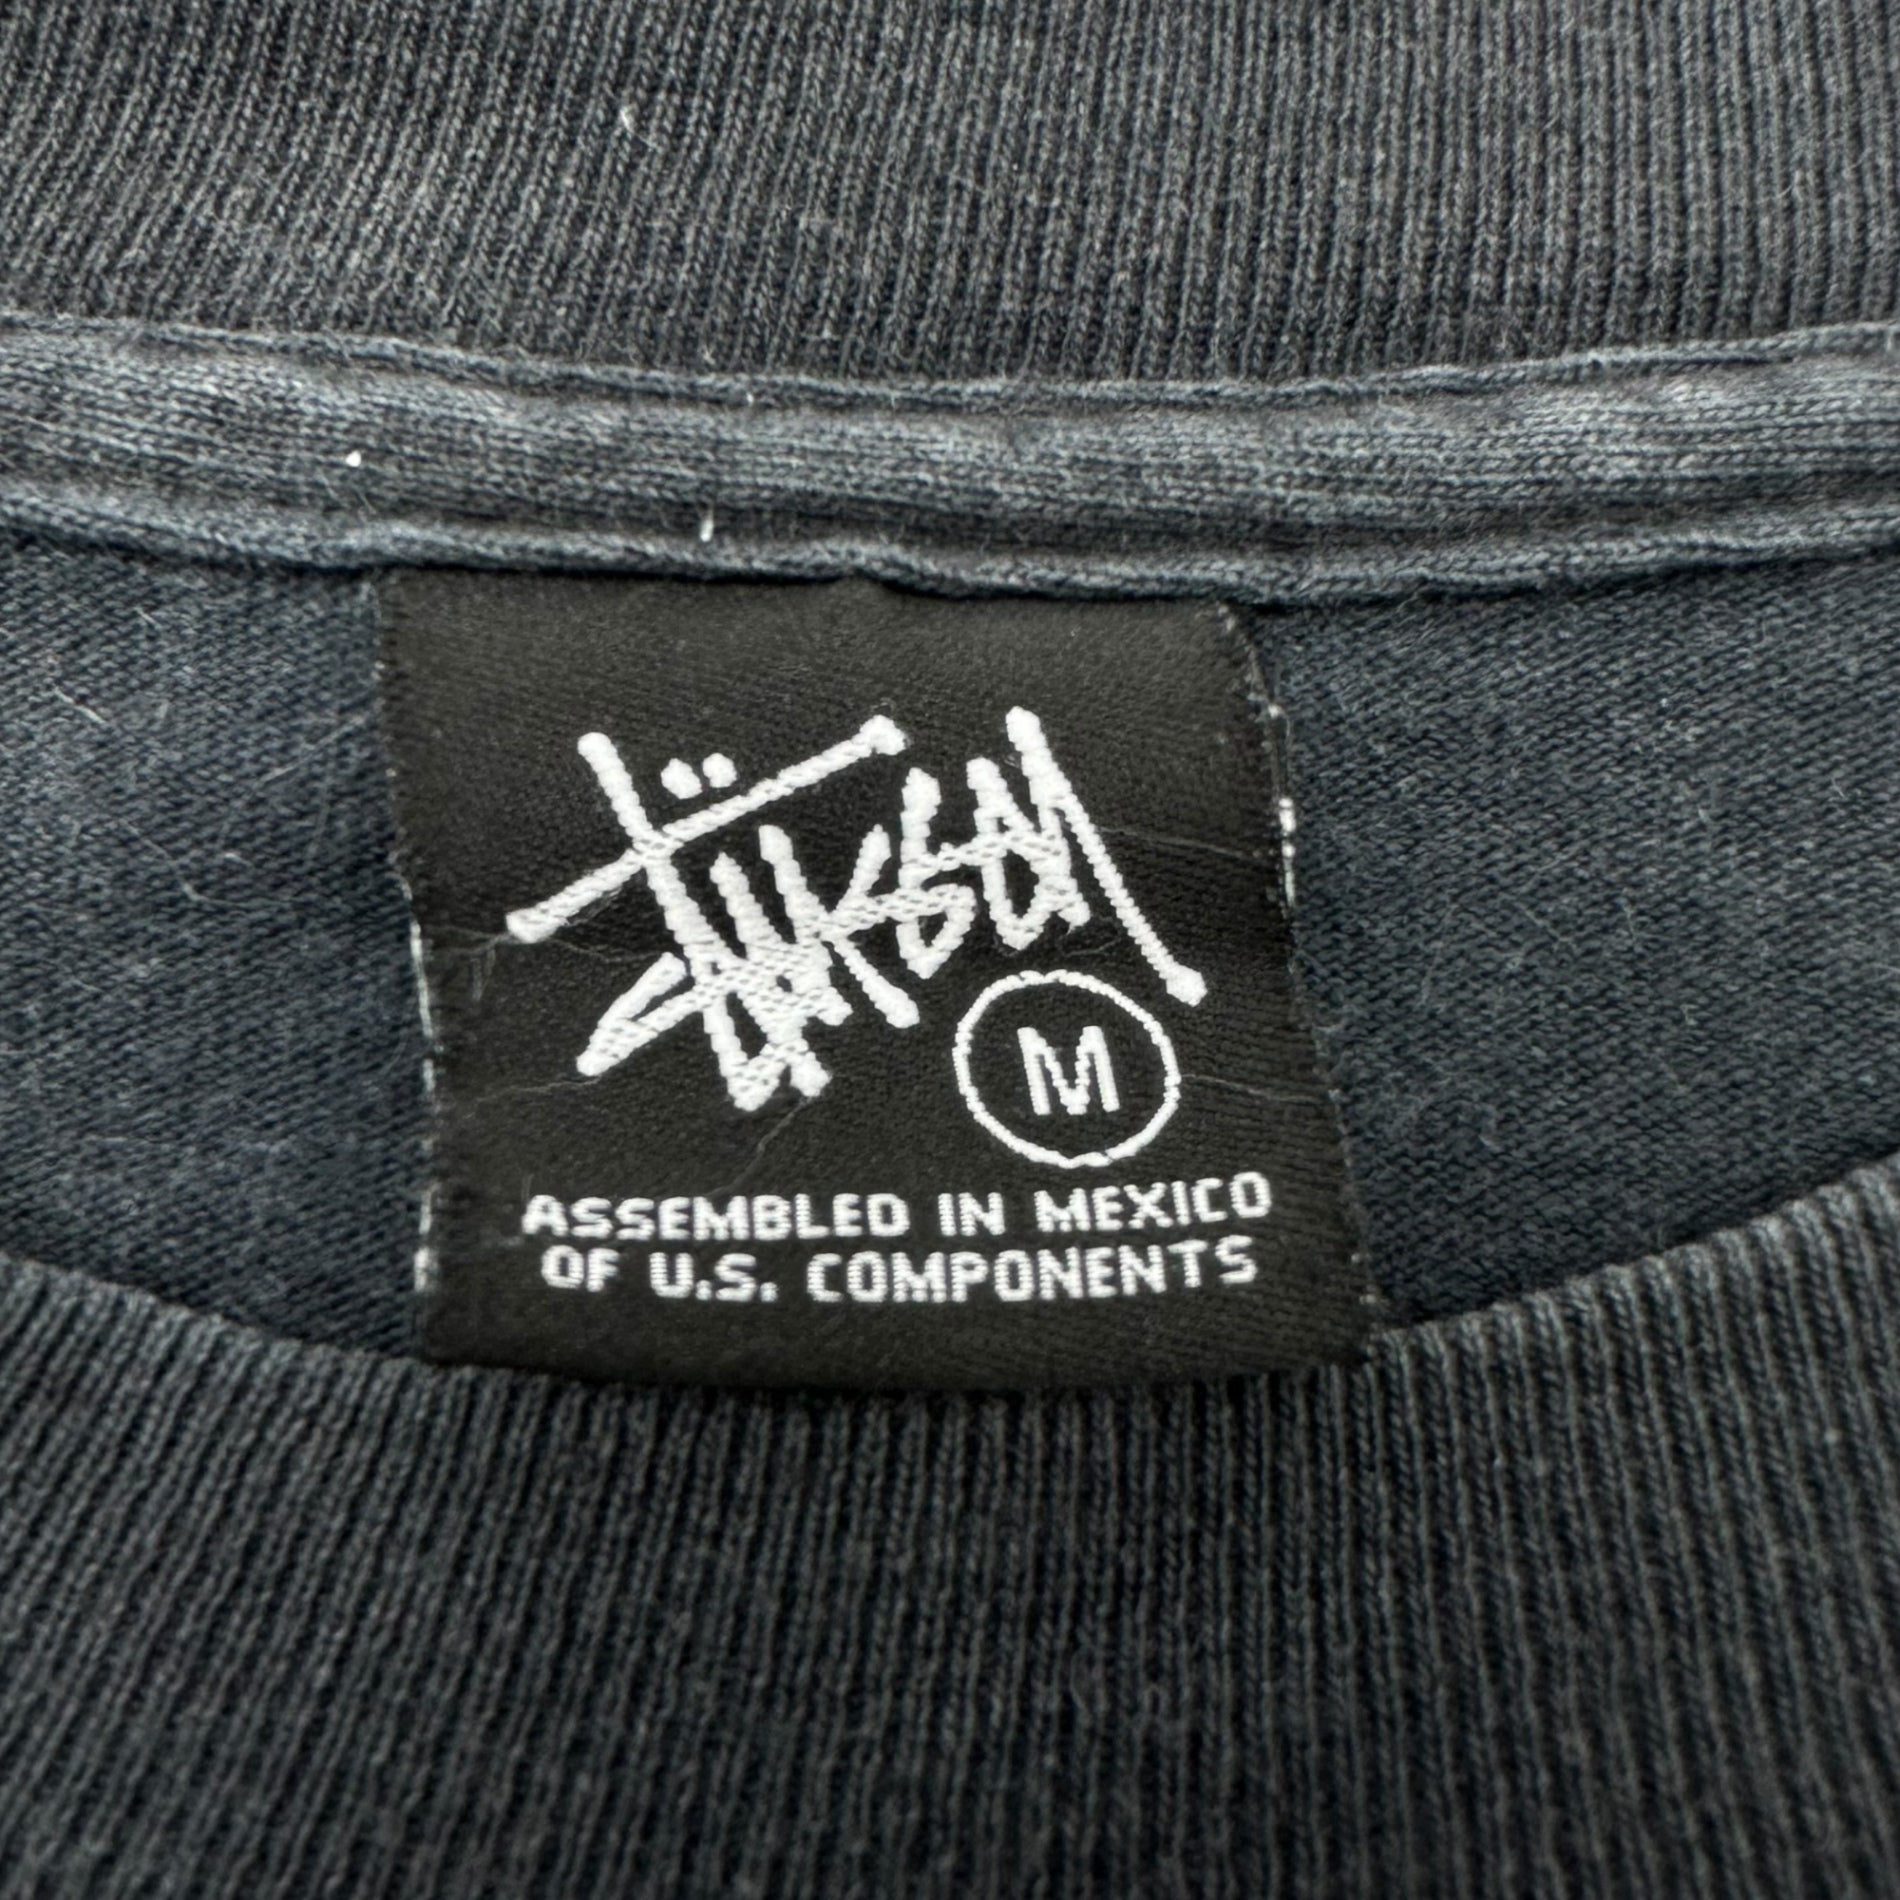 Stüssy
M
ASSEMBLED IN MEXICO
OF U.S. COMPONENTS